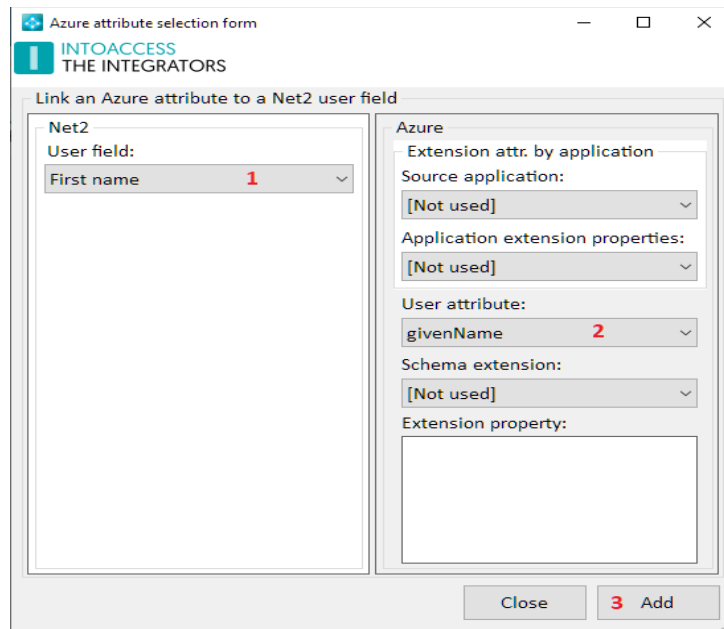 Azure attribute selection form
INTOACCESS
THE INTEGRATORS
Link an Azure attribute to a Net2 user field
Net2
User field:
First name 1
Azure
Extension attr. by application
Source application:
[Not used]
Application extension properties:
[Not used]
User attribute:
givenName 2
Schema extension:
[Not used]
Extension property:
Close
3 Add